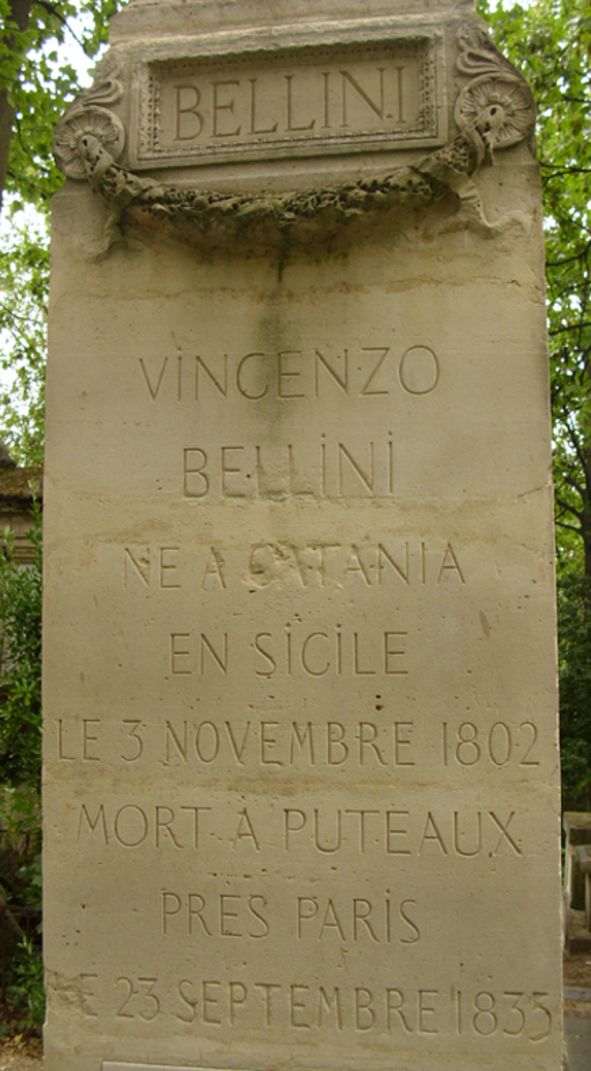 BELLINI
VINCENZO
BELLINI
NE A CATANIA
EN SICILE
LE 3 NOVEMBRE 1802
MORT A PUTEAUX
PRES PARIS
LE 23 SEPTEMBRE 1835